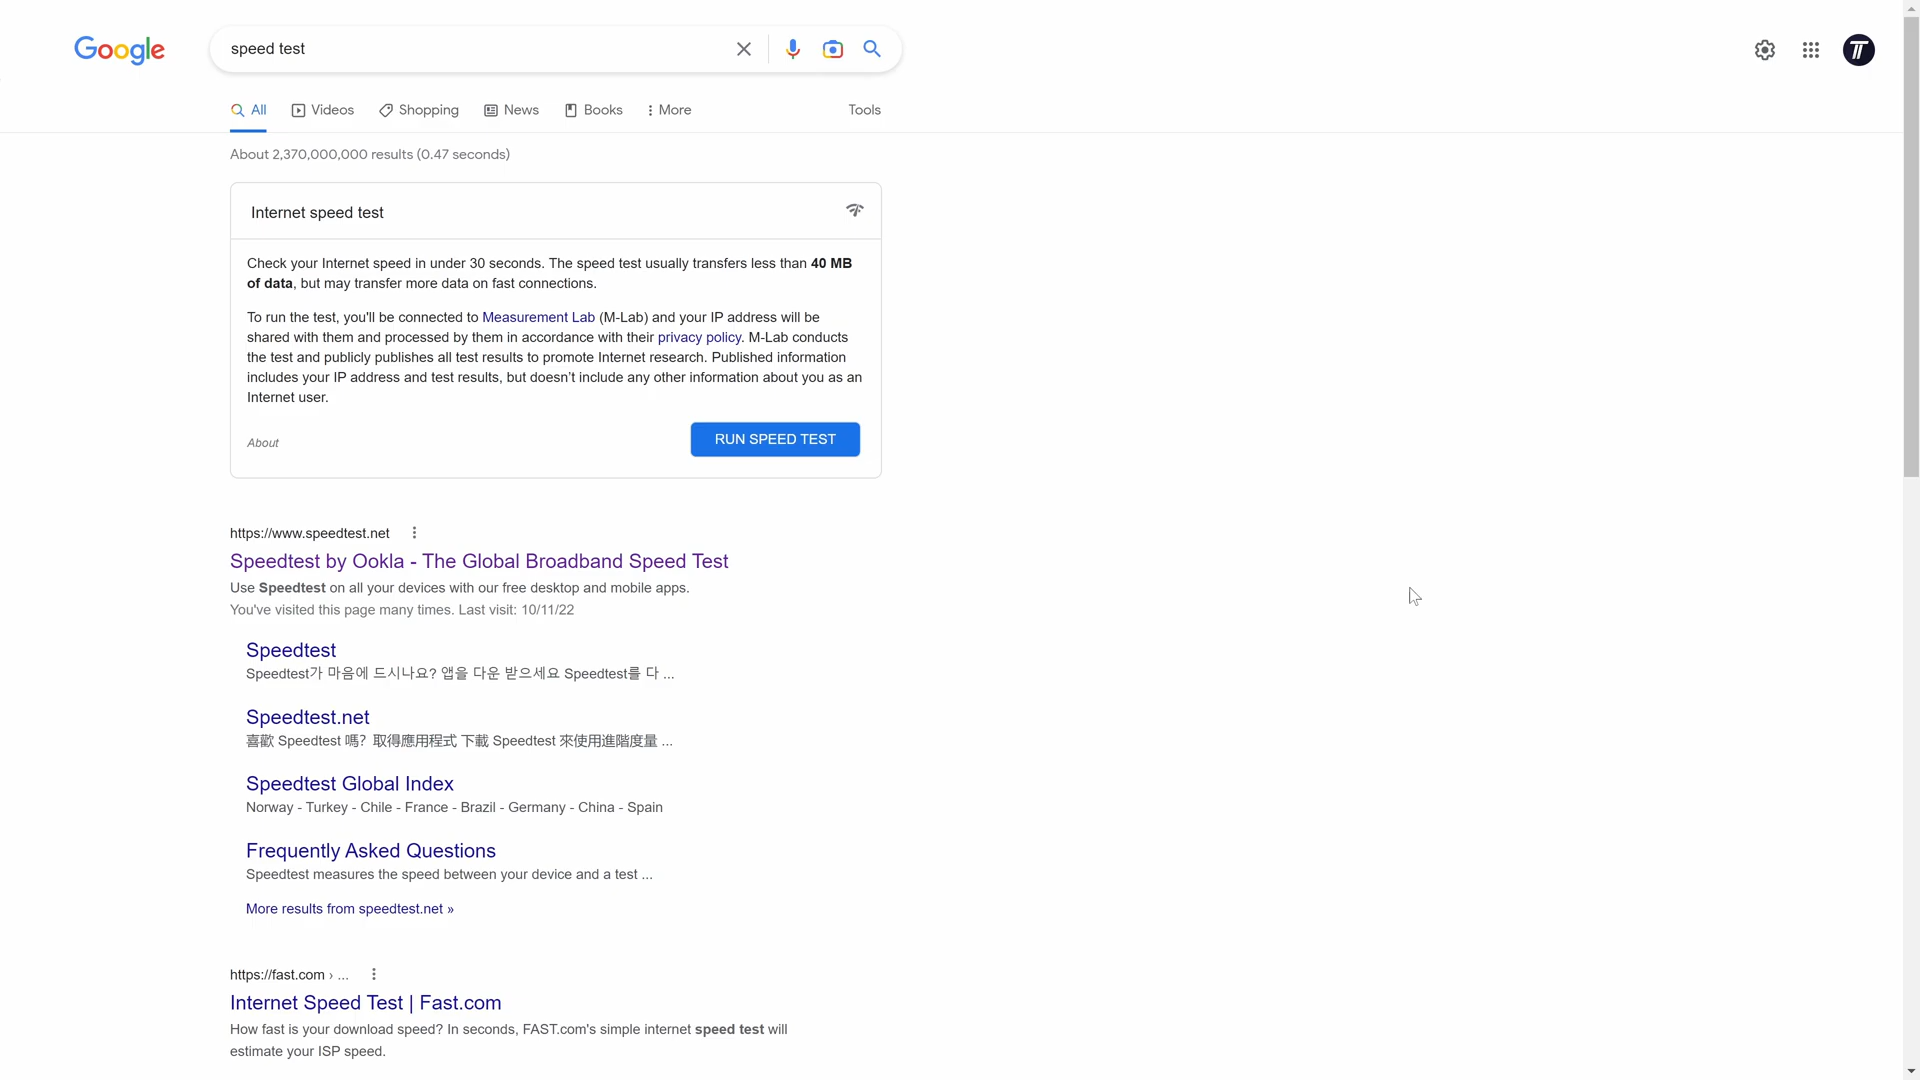 Google
speed test
All
Videos
Shopping
News
Books
More
Tools
About 2,370,000,000 results (0.47 seconds)
Internet speed test
Check your Internet speed in under 30 seconds. The speed test usually transfers less than 40 MB
of data, but may transfer more data on fast connections.
To run the test, you'll be connected to Measurement Lab (M-Lab) and your IP address will be
shared with them and processed by them in accordance with their privacy policy. M-Lab conducts
the test and publicly publishes all test results to promote Internet research. Published information
includes your IP address and test results, but doesn't include any other information about you as an
Internet user.
About
RUN SPEED TEST
https://www.speedtest.net
Speedtest by Ookla - The Global Broadband Speed Test
Use Speedtest on all your devices with our free desktop and mobile apps.
You've visited this page many times. Last visit: 10/11/22
Speedtest
Speedtest가 마음에 드시나요? 앱을 다운 받으세요 Speedtest를 다 ...
Speedtest.net
喜歡 Speedtest 嗎？取得應用程式 下載 Speedtest 來使用進階度量 ...
Speedtest Global Index
Norway - Turkey - Chile - France - Brazil - Germany - China - Spain
Frequently Asked Questions
Speedtest measures the speed between your device and a test ...
More results from speedtest.net »
https://fast.com › ...
Internet Speed Test | Fast.com
How fast is your download speed? In seconds, FAST.com's simple internet speed test will
estimate your ISP speed.